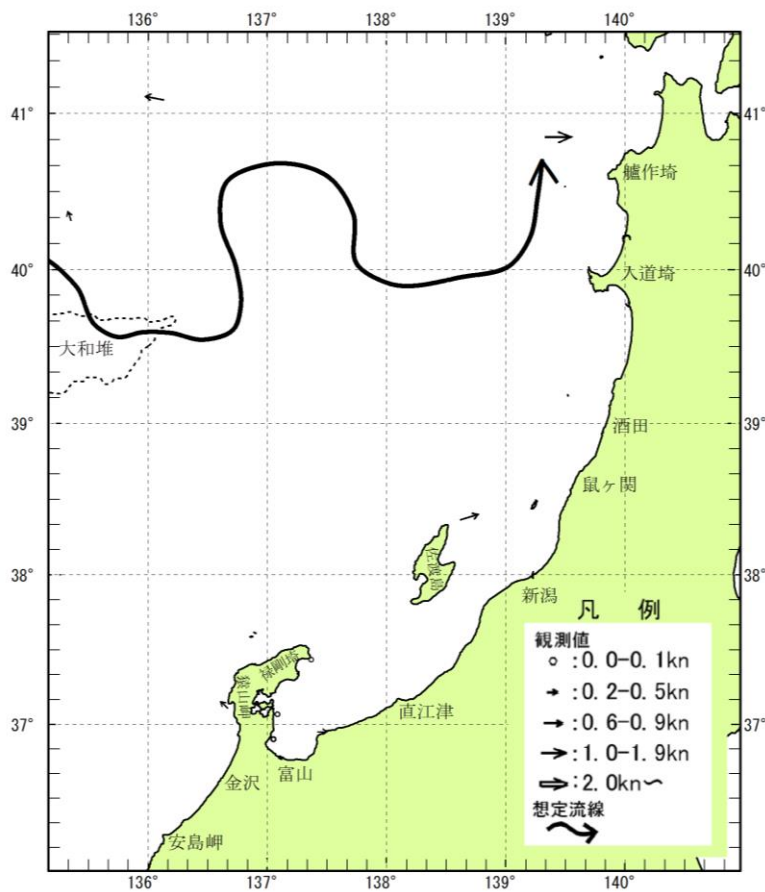 136°
137°
138°
139°
140°
41°
41°
艫作埼
40°
40°
入道埼
大和堆
39°
39°
酒田
鼠ヶ関
佐渡島
38°
38°
新潟
禄剛埼
猿山岬
37°
37°
直江津
富山
金沢
安島岬
凡 例
観測値
:0.0-0.1kn
:0.2-0.5kn
:0.6-0.9kn
:1.0-1.9kn
:2.0kn~
想定流線
136°
137°
138°
139°
140°